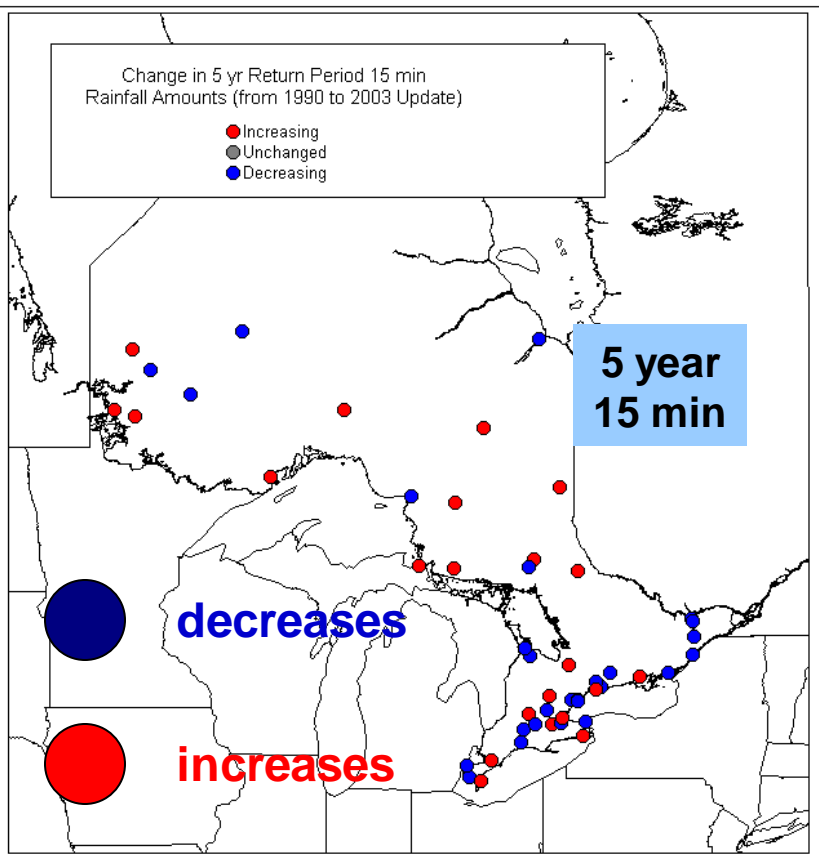 Change in 5 yr Return Period 15 min
Rainfall Amounts (from 1990 to 2003 Update)
Increasing
Unchanged
Decreasing
5 year
15 min
decreases
increases